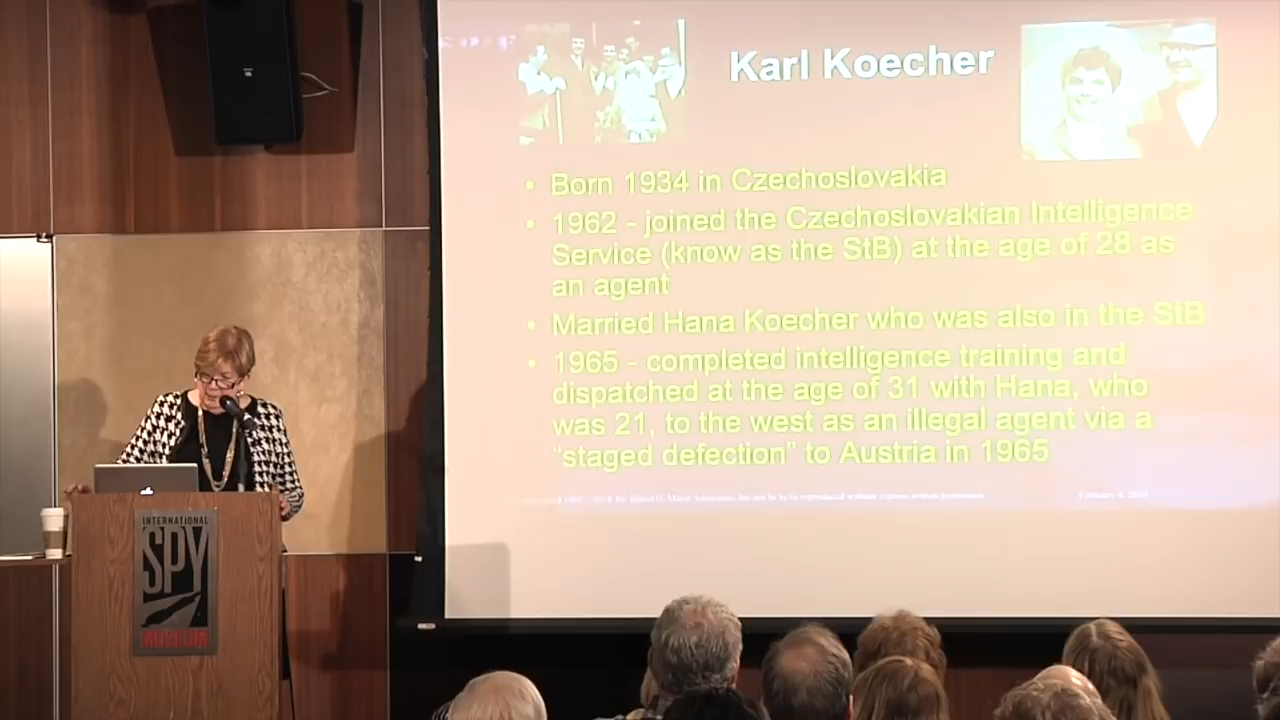 Karl Koecher
• Born 1934 in Czechoslovakia
• 1962 - joined the Czechoslovakian Intelligence
Service (know as the StB) at the age of 28 as
an agent
• Married Hana Koecher who was also in the StB
• 1965 - completed intelligence training and
dispatched at the age of 31 with Hana, who
was 21, to the west as an illegal agent via a
"staged defection" to Austria in 1965
INTERNATIONAL
SPY
MUSEUM